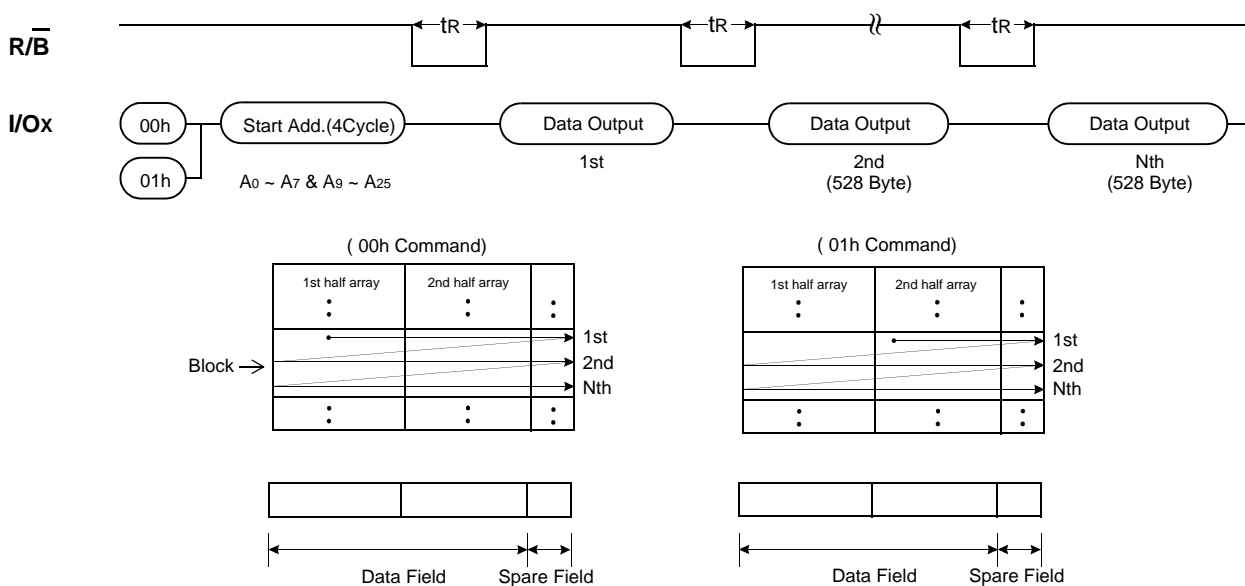 R/B tR tR tR
I/Ox 00h Start Add.(4Cycle) Data Output Data Output Data Output
01h A0 ~ A7 & A9 ~ A25 1st 2nd Nth
(528 Byte) (528 Byte)
( 00h Command) ( 01h Command)
1st half array 2nd half array 1st half array 2nd half array
1st 1st
Block 2nd 2nd
Nth Nth
Data Field Spare Field Data Field Spare Field